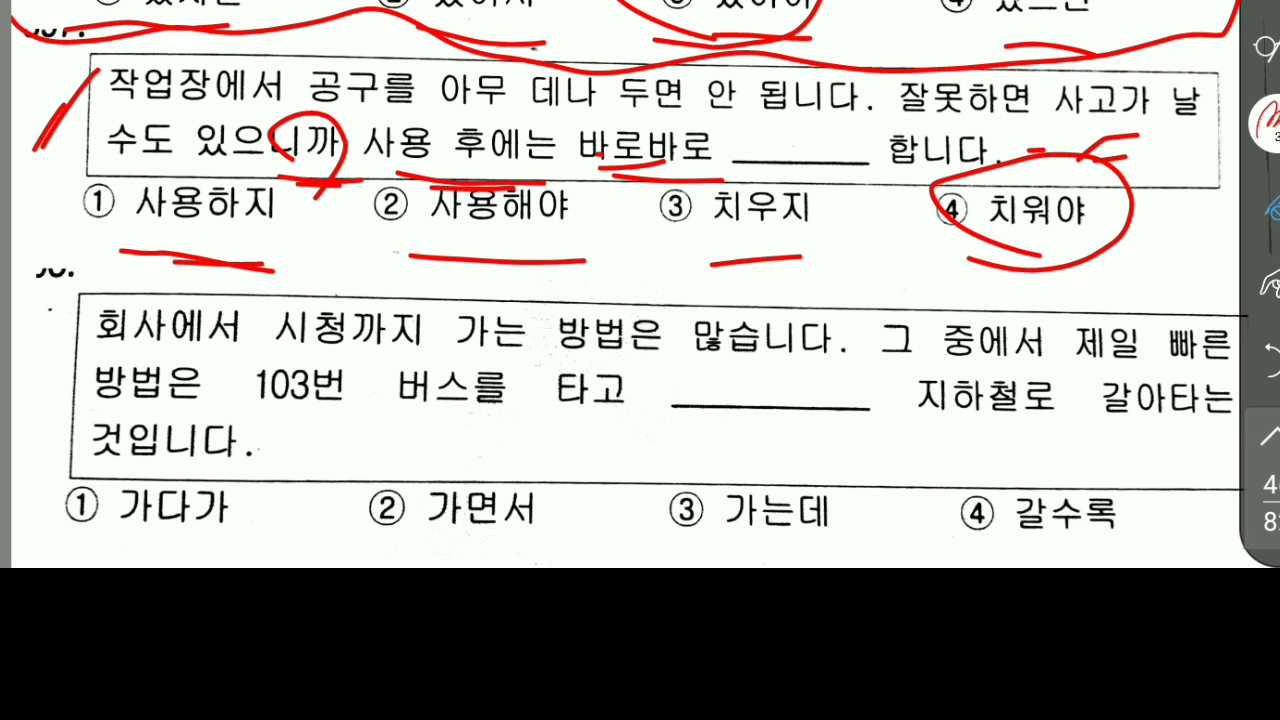 작업장에서 공구를 아무 데나 두면 안 됩니다. 잘못하면 사고가 날
수도 있으니까 사용 후에는 바로바로 ________ 합니다.
① 사용하지 ② 사용해야 ③ 치우지 ④ 치워야
회사에서 시청까지 가는 방법은 많습니다. 그 중에서 제일 빠른
방법은 103번 버스를 타고 ________ 지하철로 갈아타는
것입니다.
① 가다가 ② 가면서 ③ 가는데 ④ 갈수록